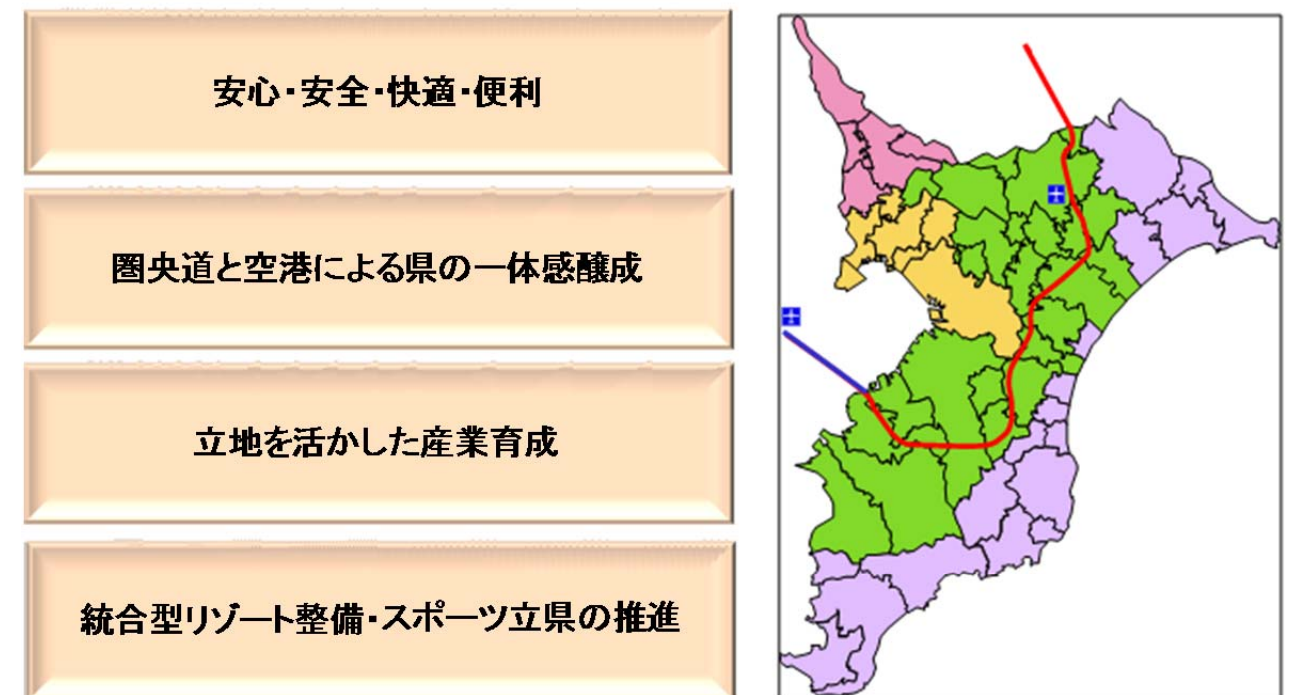 安心・安全・快適・便利
圏央道と空港による県の一体感醸成
立地を活かした産業育成
統合型リゾート整備・スポーツ立県の推進